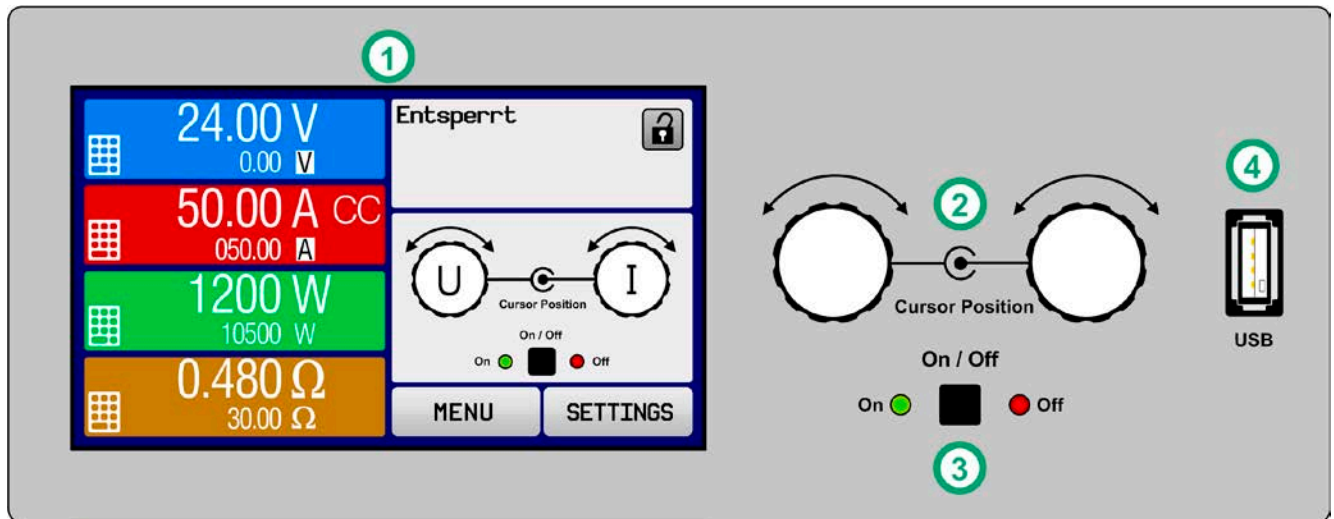 1
24.00 V
0.00 V
50.00 A CC
050.00 A
1200 W
10500 W
0.480 Ω
30.00 Ω
Entsperrt
U
I
Cursor Position
On / Off
On
Off
MENU
SETTINGS
2
Cursor Position
On / Off
On
Off
3
4
USB